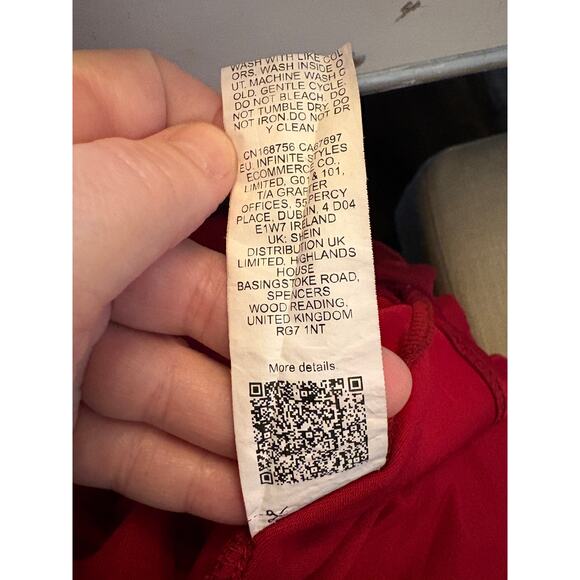 WASH WITH LIKE COL
ORS. WASH INSIDE O
UT. MACHINE WASH C
OLD. GENTLE CYCLE.
DO NOT BLEACH. DO
NOT TUMBLE DRY. DO
NOT IRON.DO NOT DR
Y CLEAN
CN168756 CA67697
EU: INFINITE STYLES
ECOMMERCE CO.,
LIMITED, G01 & 101,
T/A GRAFTER
OFFICES, 55 PERCY
PLACE, DUBLIN, 4 D04
E1W7 IRELAND
UK: SHEIN
DISTRIBUTION UK
LIMITED, HIGHLANDS
HOUSE
BASINGSTOKE ROAD,
SPENCERS
WOOD READING,
UNITED KINGDOM
RG7 1NT
More details